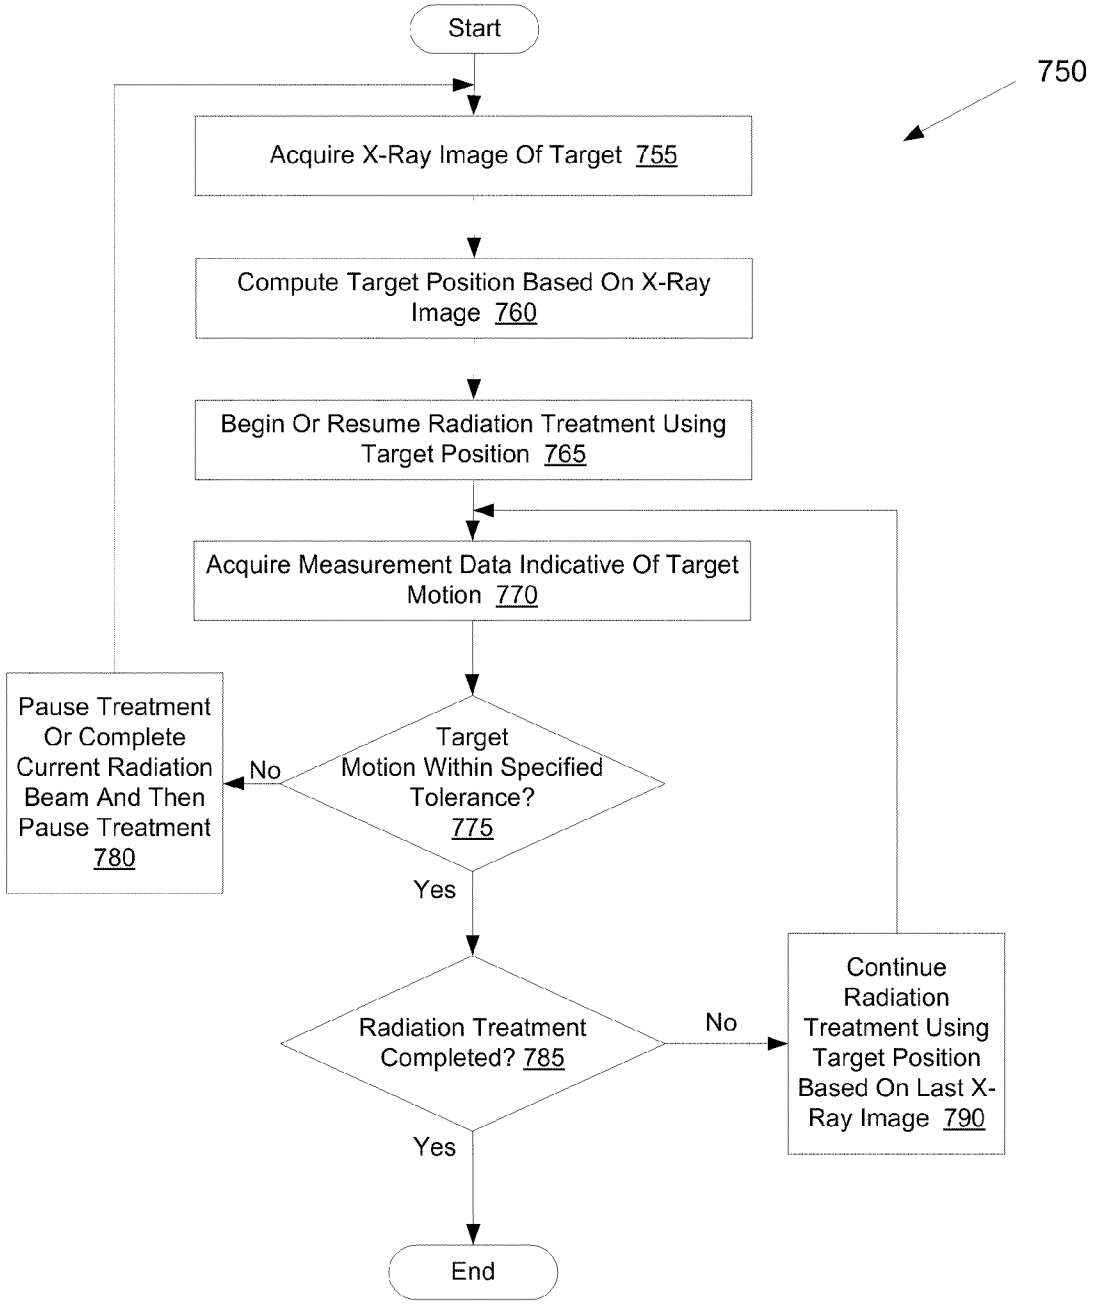 Start
750
Acquire X-Ray Image Of Target 755
Compute Target Position Based On X-Ray
Image 760
Begin Or Resume Radiation Treatment Using
Target Position 765
Acquire Measurement Data Indicative Of Target
Motion 770
Pause Treatment
Or Complete
Current Radiation
Beam And Then
Pause Treatment
780
No
Target
Motion Within Specified
Tolerance?
775
Yes
Radiation Treatment
Completed? 785
No
Continue
Radiation
Treatment Using
Target Position
Based On Last X-
Ray Image 790
Yes
End